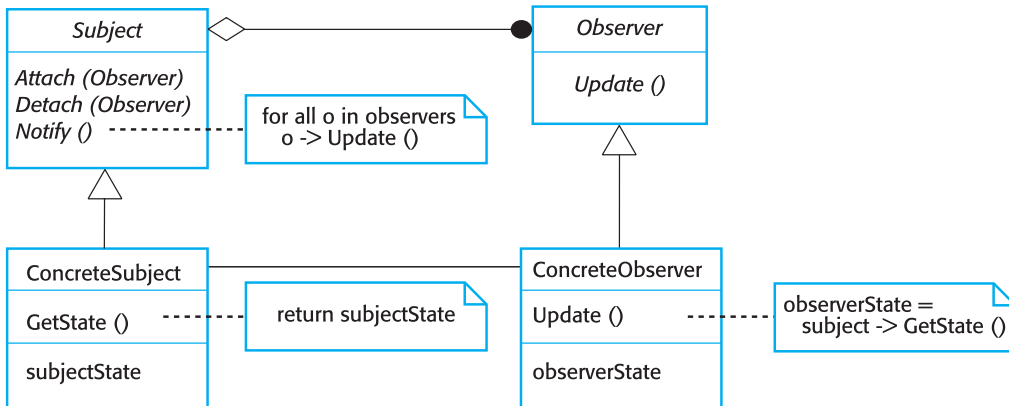 Subject
Attach (Observer)
Detach (Observer)
Notify ()
for all o in observers
o -> Update ()
Observer
Update ()
ConcreteSubject
GetState ()
subjectState
return subjectState
ConcreteObserver
Update ()
observerState
observerState =
subject -> GetState ()